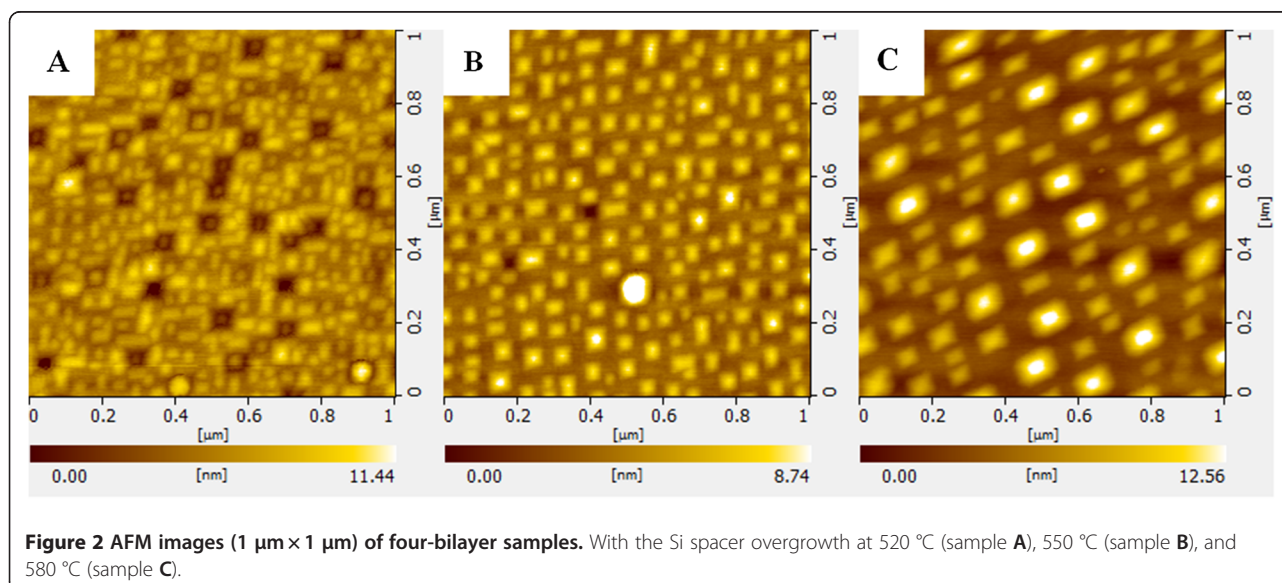 A
B
C
1
0.8
0.6
0.4
0.2
0
[µm]
1
0.8
0.6
0.4
0.2
0
[µm]
1
0.8
0.6
0.4
0.2
0
[µm]
0 0.2 0.4 0.6 0.8 1
[µm]
0 0.2 0.4 0.6 0.8 1
[µm]
0 0.2 0.4 0.6 0.8 1
[µm]
0.00 [nm] 11.44
0.00 [nm] 8.74
0.00 [nm] 12.56
Figure 2 AFM images (1 μm × 1 μm) of four-bilayer samples. With the Si spacer overgrowth at 520 °C (sample A), 550 °C (sample B), and
580 °C (sample C).